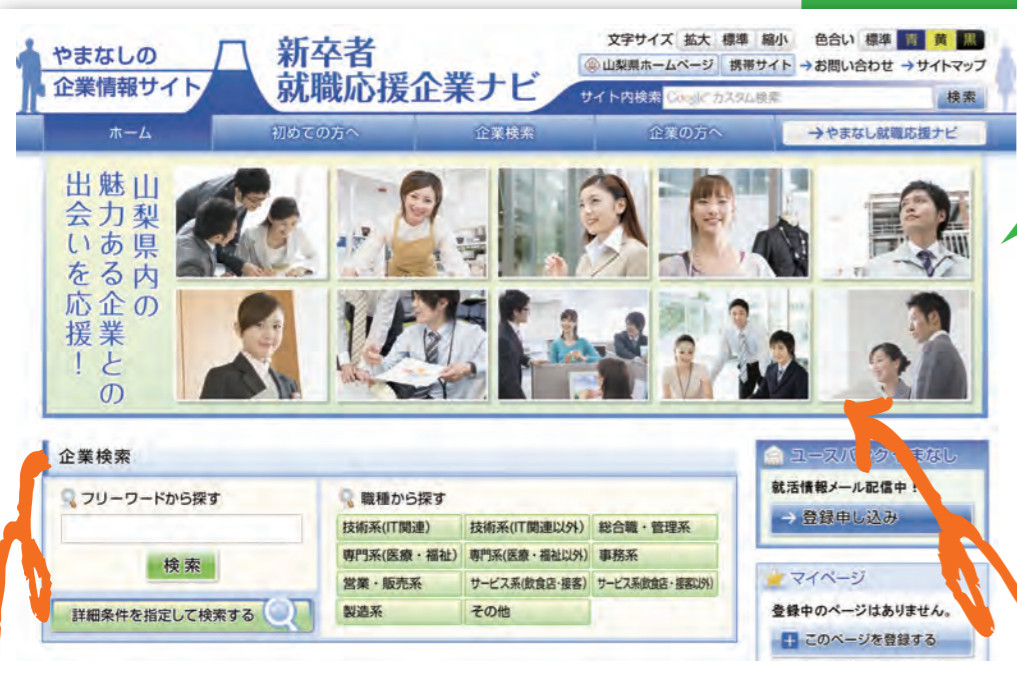 やまなしの
企業情報サイト
新卒者
就職応援企業ナビ
文字サイズ 拡大 標準 縮小 色合い 標準 青 黄 黒
山梨県ホームページ 携帯サイト →お問い合わせ →サイトマップ
サイト内検索 Google カスタム検索 検索
ホーム 初めての方へ 企業検索 企業の方へ →やまなし就職応援ナビ
山梨県内の
魅力ある企業との
出会いを応援！
企業検索
フリーワードから探す
検索
詳細条件を指定して検索する
職種から探す
技術系(IT関連) 技術系(IT関連以外) 総合職・管理系
専門系(医療・福祉) 専門系(医療・福祉以外) 事務系
営業・販売系 サービス系(飲食店・接客) サービス系(飲食店・接客以外)
製造系 その他
就活情報メール配信中！
→ 登録申し込み
マイページ
登録中のページはありません。
このページを登録する